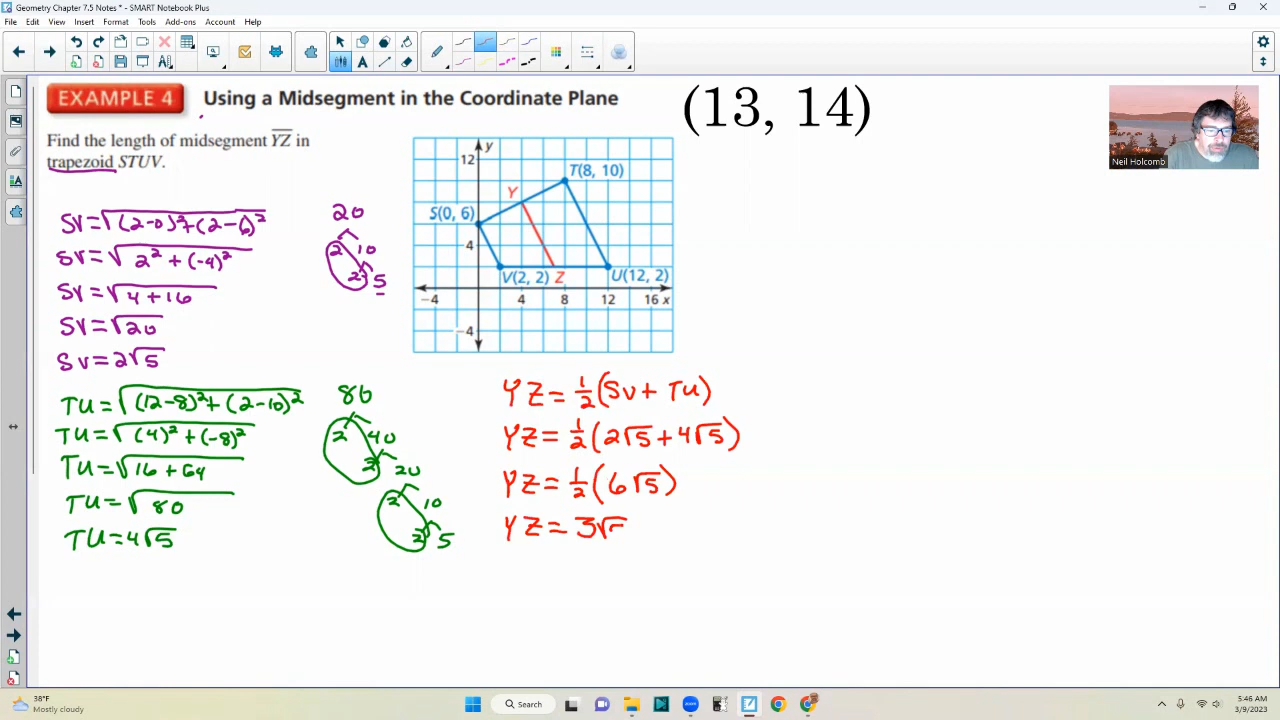 Geometry Chapter 7.5 Notes * - SMART Notebook Plus
File Edit View Insert Format Tools Add-ons Account Help
EXAMPLE 4 Using a Midsegment in the Coordinate Plane
(13, 14)
Find the length of midsegment YZ in
trapezoid STUV.
Neil Holcomb
y
12
T(8, 10)
Y
S(0, 6)
4
V(2, 2) Z U(12, 2)
-4 4 8 12 16 x
-4
SV=√(2-0)²+(2-6)²
SV=√2²+(-4)²
SV=√4+16
SV=√20
SV=2√5
20
2 10
2 5
TU=√(12-8)²+(2-10)²
TU=√(4)²+(-8)²
TU=√16+64
TU=√80
TU=4√5
80
2 40
2 20
2 10
2 5
YZ=1/2(SV+TU)
YZ=1/2(2√5+4√5)
YZ=1/2(6√5)
YZ=3√
38°F
Mostly cloudy
Search
zoom
5:46 AM
3/9/2023